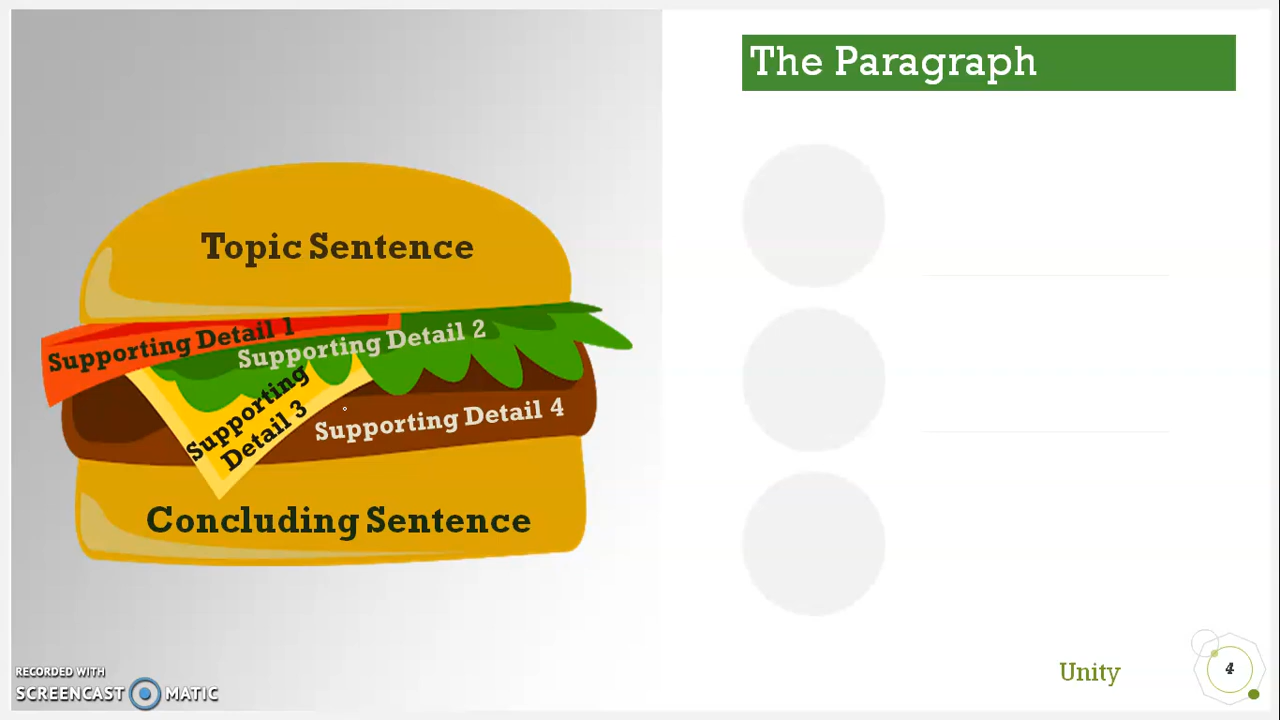 The Paragraph
Topic Sentence
Supporting Detail 1
Supporting Detail 2
Supporting
Detail 3
Supporting Detail 4
Concluding Sentence
RECORDED WITH
SCREENCAST MATIC
Unity
4